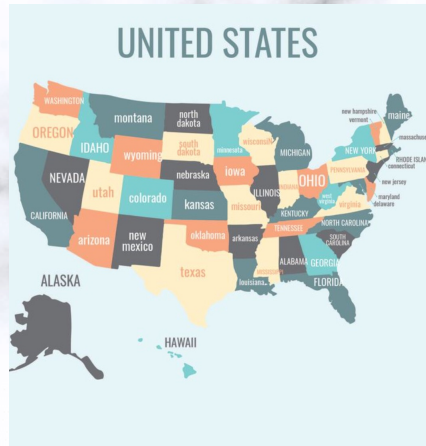 UNITED STATES
WASHINGTON
montana
north
dakota
minnesota
wisconsin
MICHIGAN
new hampshire
vermont
maine
massachuse
RHODE ISLAN
connecticut
new jersey
maryland
delaware
OREGON
IDAHO
wyoming
south
dakota
iowa
NEW YORK
PENNSYLVANIA
NEVADA
utah
colorado
nebraska
kansas
ILLINOIS
INDIANA
OHIO
west
virginia
virginia
CALIFORNIA
missouri
KENTUCKY
NORTH CAROLINA
TENNESSEE
arizona
new
mexico
oklahoma
arkansas
SOUTH
CAROLINA
texas
MISSISSIPPI
ALABAMA
GEORGIA
louisiana
FLORIDA
ALASKA
HAWAII